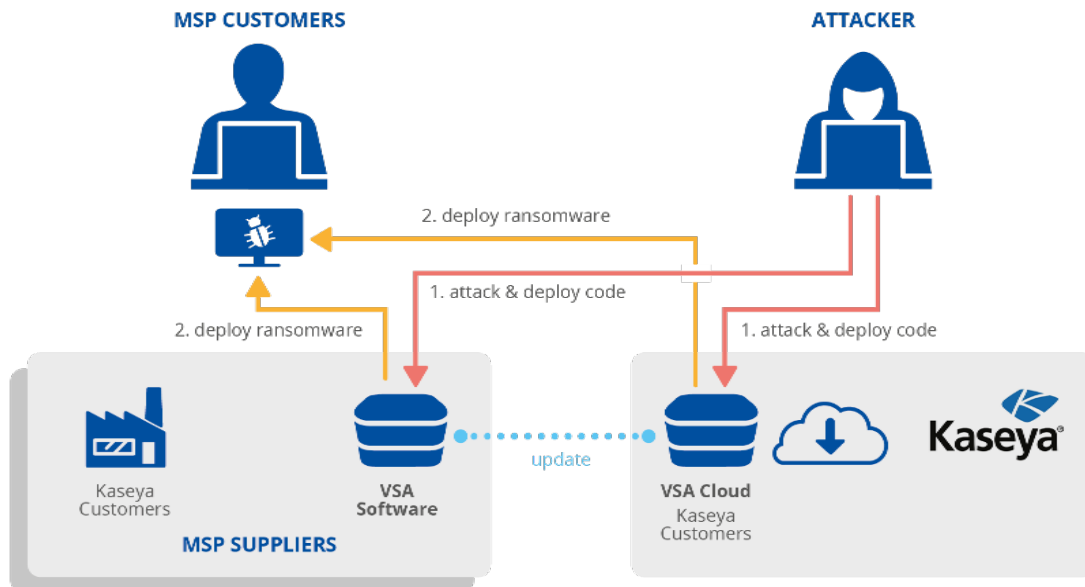 MSP CUSTOMERS
ATTACKER
2. deploy ransomware
1. attack & deploy code
2. deploy ransomware
1. attack & deploy code
Kaseya
Customers
VSA
Software
MSP SUPPLIERS
update
VSA Cloud
Kaseya
Customers
Kaseya®